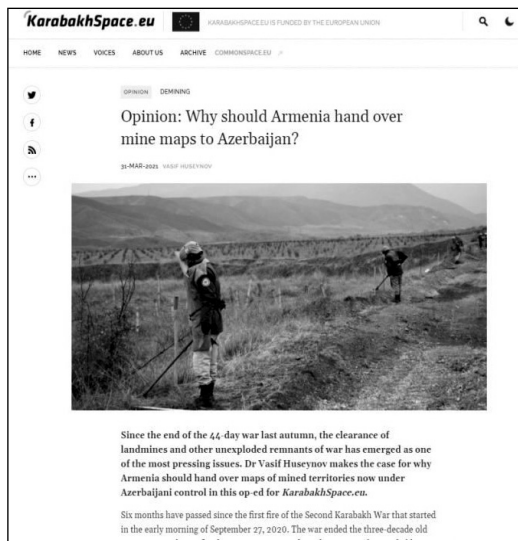 KarabakhSpace.eu
KARABAKHSPACE.EU IS FUNDED BY THE EUROPEAN UNION
HOME NEWS VOICES ABOUT US ARCHIVE COMMONSPACE.EU
OPINION DEMINING
Opinion: Why should Armenia hand over
mine maps to Azerbaijan?
31-MAR-2021 VASIF HUSEYNOV
Since the end of the 44-day war last autumn, the clearance of
landmines and other unexploded remnants of war has emerged as one
of the most pressing issues. Dr Vasif Huseynov makes the case for why
Armenia should hand over maps of mined territories now under
Azerbaijani control in this op-ed for KarabakhSpace.eu.
Six months have passed since the first fire of the Second Karabakh War that started
in the early morning of September 27, 2020. The war ended the three-decade old